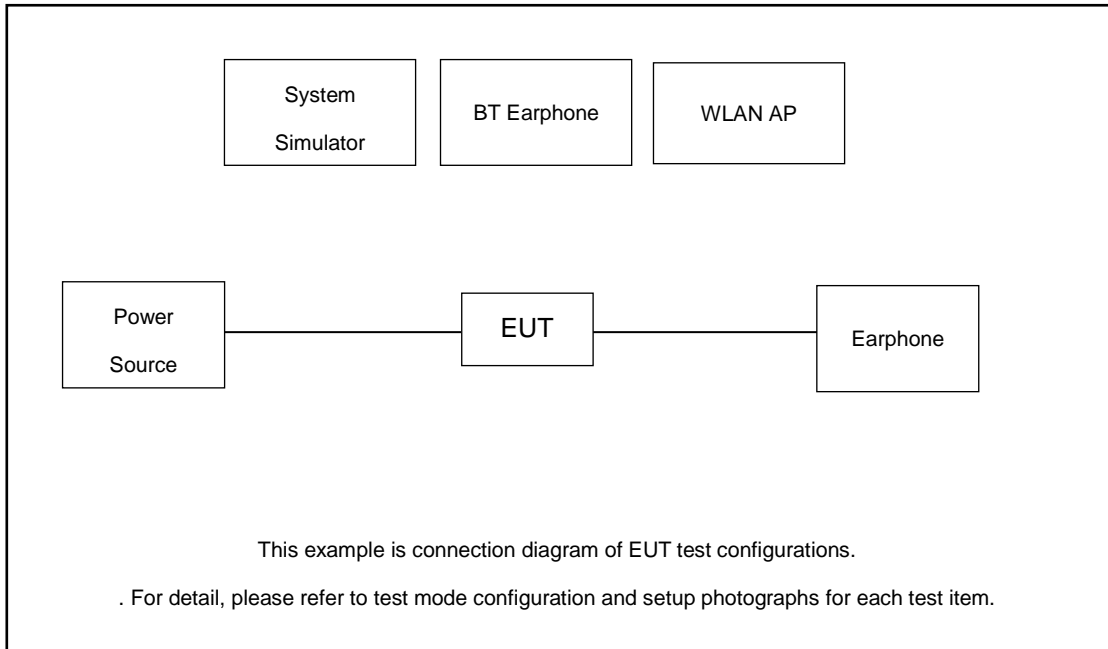 System
Simulator
BT Earphone
WLAN AP
Power
Source
EUT
Earphone
This example is connection diagram of EUT test configurations.
. For detail, please refer to test mode configuration and setup photographs for each test item.